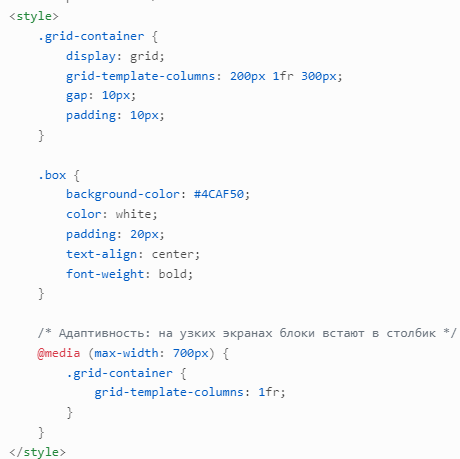 <style>
.grid-container {
display: grid;
grid-template-columns: 200px 1fr 300px;
gap: 10px;
padding: 10px;
}
.box {
background-color: #4CAF50;
color: white;
padding: 20px;
text-align: center;
font-weight: bold;
}
/* Адаптивность: на узких экранах блоки встают в столбик */
@media (max-width: 700px) {
.grid-container {
grid-template-columns: 1fr;
}
}
</style>